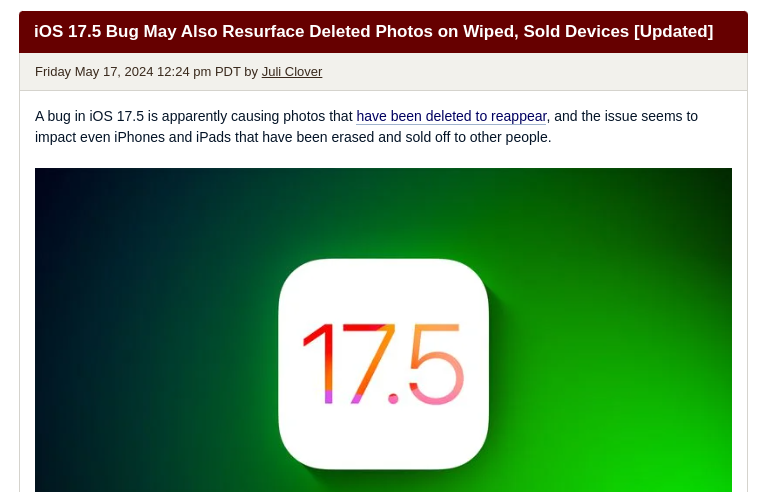 iOS 17.5 Bug May Also Resurface Deleted Photos on Wiped, Sold Devices [Updated]
Friday May 17, 2024 12:24 pm PDT by Juli Clover
A bug in iOS 17.5 is apparently causing photos that have been deleted to reappear, and the issue seems to
impact even iPhones and iPads that have been erased and sold off to other people.
17.5